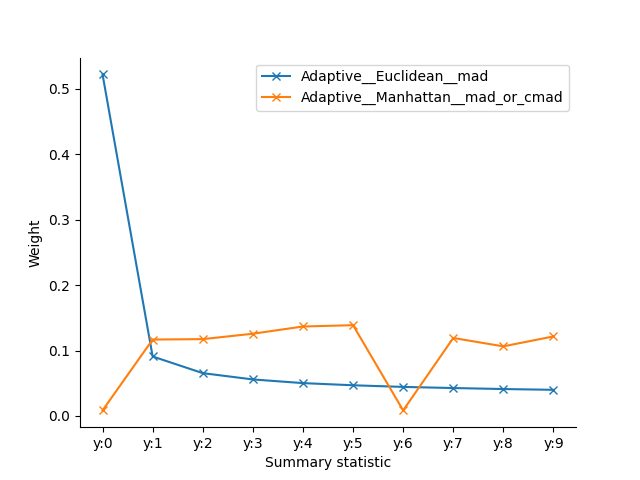 Adaptive__Euclidean__mad
Adaptive__Manhattan__mad_or_cmad
Weight
0.5
0.4
0.3
0.2
0.1
0.0
y:0 y:1 y:2 y:3 y:4 y:5 y:6 y:7 y:8 y:9
Summary statistic